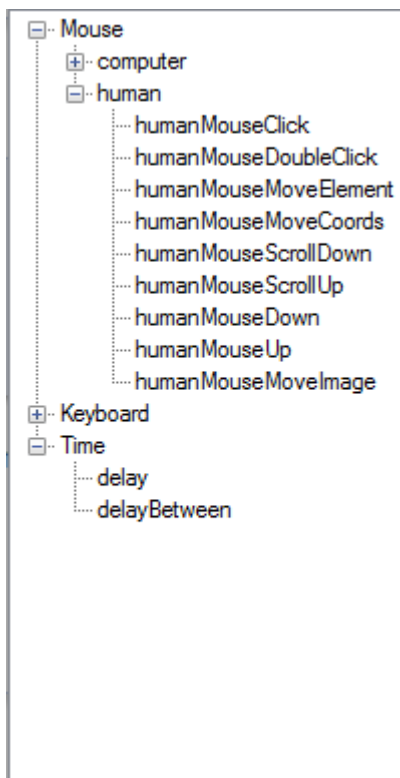 Mouse
computer
human
humanMouseClick
humanMouseDoubleClick
humanMouseMoveElement
humanMouseMoveCoords
humanMouseScrollDown
humanMouseScrollUp
humanMouseDown
humanMouseUp
humanMouseMoveImage
Keyboard
Time
delay
delayBetween